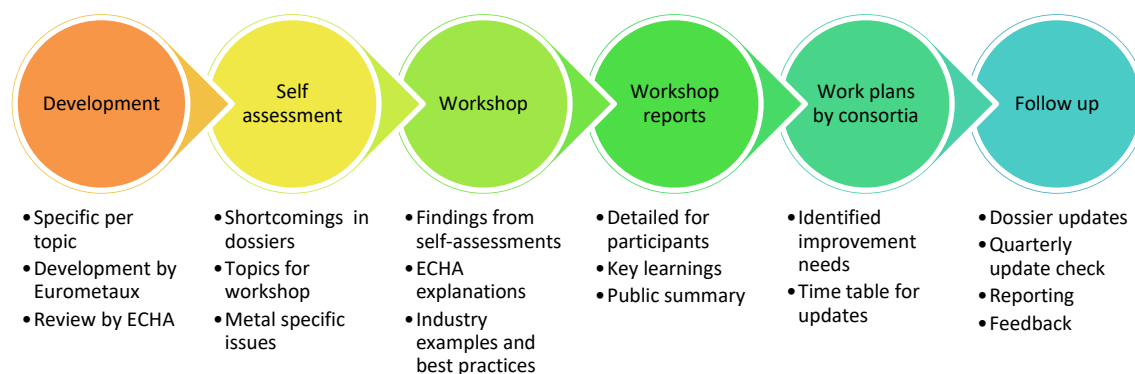 Development
Self
assessment
Workshop
Workshop
reports
Work plans
by consortia
Follow up
•Specific per
topic
•Development by
Eurometaux
•Review by ECHA
•Shortcomings in
dossiers
•Topics for
workshop
•Metal specific
issues
•Findings from
self-assessments
•ECHA
explanations
•Industry
examples and
best practices
•Detailed for
participants
•Key learnings
•Public summary
•Identified
improvement
needs
•Time table for
updates
•Dossier updates
•Quarterly
update check
•Reporting
•Feedback